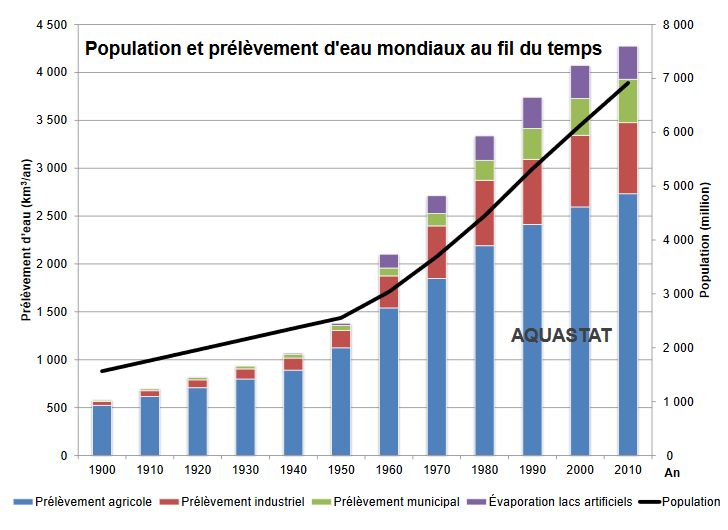 Population et prélèvement d'eau mondiaux au fil du temps
Prélèvement d'eau (km³/an)
4 500
4 000
3 500
3 000
2 500
2 000
1 500
1 000
500
0
8 000
7 000
6 000
5 000
4 000
3 000
2 000
1 000
0
Population (million)
AQUASTAT
1900 1910 1920 1930 1940 1950 1960 1970 1980 1990 2000 2010
An
Prélèvement agricole Prélèvement industriel Prélèvement municipal Évaporation lacs artificiels Population